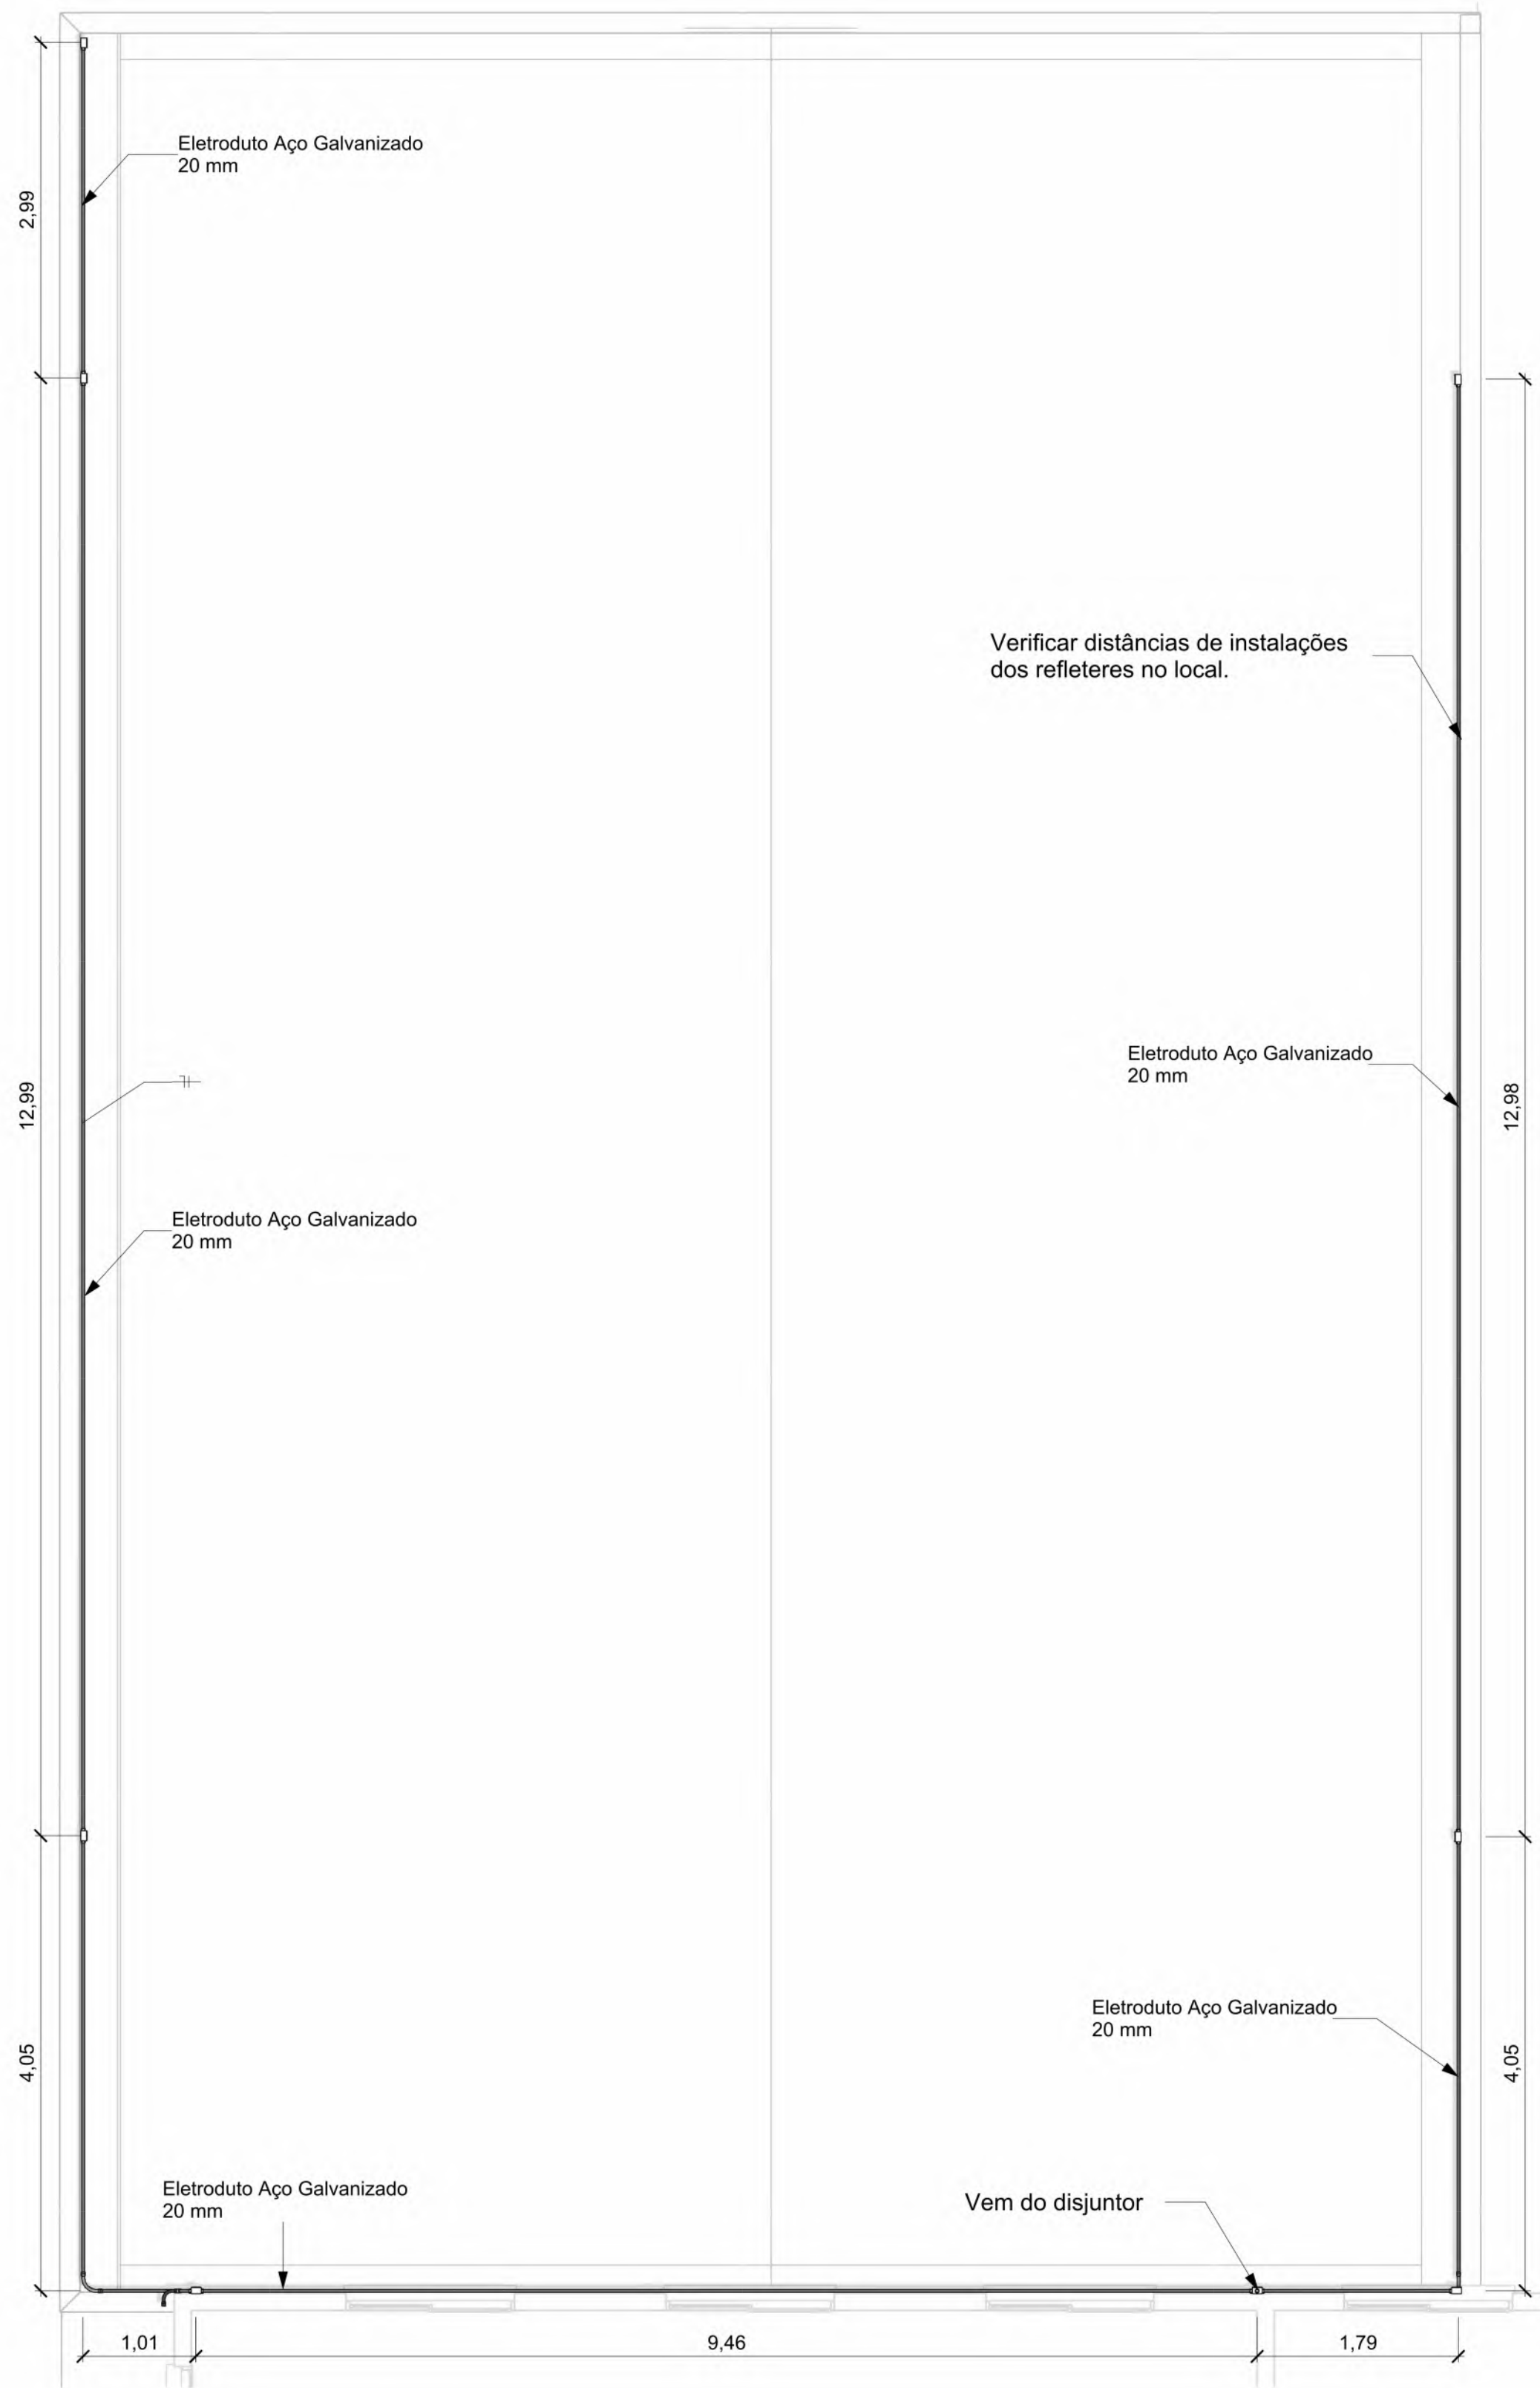 Eletroduto Aço Galvanizado
20 mm
2,99
Verificar distâncias de instalações
dos refleteres no local.
Eletroduto Aço Galvanizado
20 mm
12,99
12,98
Eletroduto Aço Galvanizado
20 mm
Eletroduto Aço Galvanizado
20 mm
4,05
4,05
Eletroduto Aço Galvanizado
20 mm
Vem do disjuntor
1,01
9,46
1,79